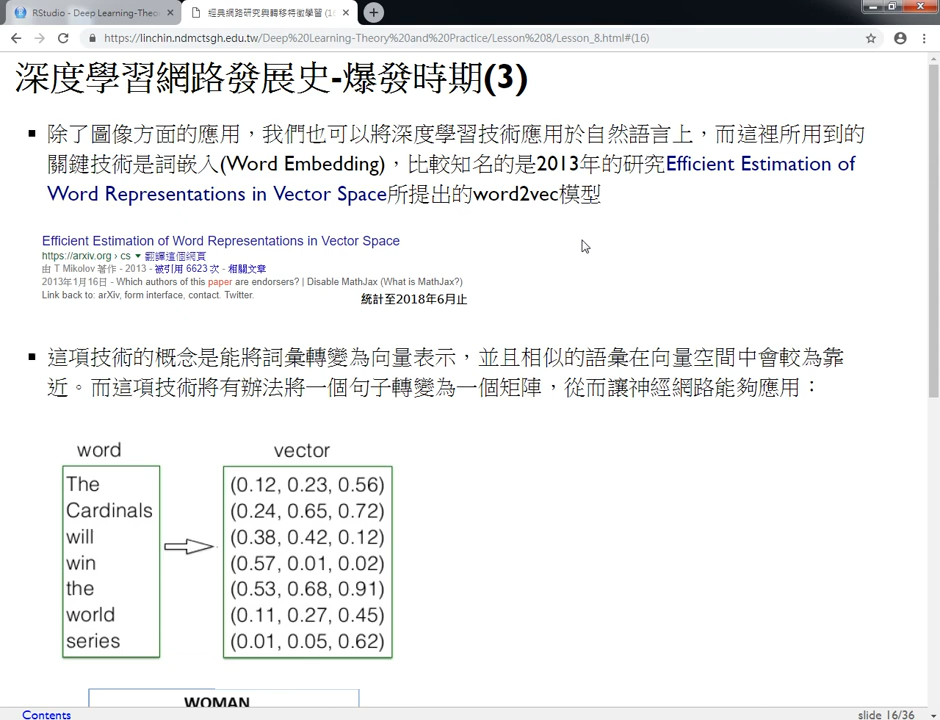 RStudio - Deep Learning-Theo
經典網路研究與轉移特徵學習 (1
https://linchin.ndmctsgh.edu.tw/Deep%20Learning-Theory%20and%20Practice/Lesson%208/Lesson_8.html#(16)
深度學習網路發展史-爆發時期(3)
除了圖像方面的應用，我們也可以將深度學習技術應用於自然語言上，而這裡所用到的
關鍵技術是詞嵌入(Word Embedding)，比較知名的是2013年的研究Efficient Estimation of
Word Representations in Vector Space所提出的word2vec模型
Efficient Estimation of Word Representations in Vector Space
https://arxiv.org › cs ▼ 翻譯這個網頁
由 T Mikolov 著作 - 2013 - 被引用 6623 次 - 相關文章
2013年1月16日 - Which authors of this paper are endorsers? | Disable MathJax (What is MathJax?)
Link back to: arXiv, form interface, contact. Twitter.
統計至2018年6月止
這項技術的概念是能將詞彙轉變為向量表示，並且相似的語彙在向量空間中會較為靠
近。而這項技術將有辦法將一個句子轉變為一個矩陣，從而讓神經網路能夠應用：
word vector
The (0.12, 0.23, 0.56)
Cardinals (0.24, 0.65, 0.72)
will (0.38, 0.42, 0.12)
win (0.57, 0.01, 0.02)
the (0.53, 0.68, 0.91)
world (0.11, 0.27, 0.45)
series (0.01, 0.05, 0.62)
WOMAN
Contents
slide 16/36